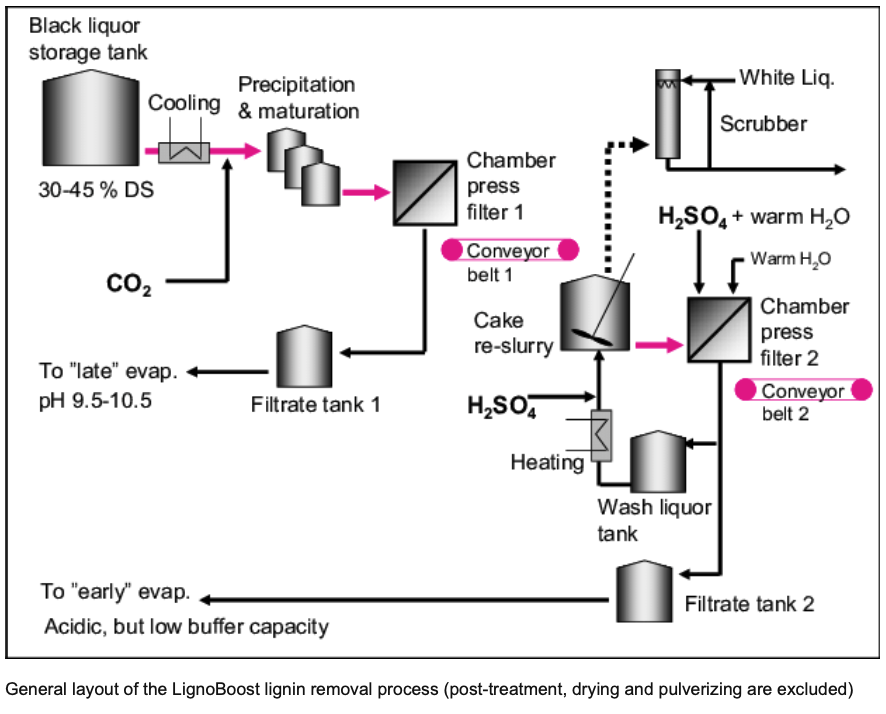 Black liquor
storage tank
Cooling
Precipitation
& maturation
30-45 % DS
CO₂
Chamber
press
filter 1
Conveyor
belt 1
White Liq.
Scrubber
H₂SO₄ + warm H₂O
Warm H₂O
Cake
re-slurry
Chamber
press
filter 2
Conveyor
belt 2
To "late" evap.
pH 9.5-10.5
Filtrate tank 1
H₂SO₄
Heating
Wash liquor
tank
To "early" evap.
Acidic, but low buffer capacity
Filtrate tank 2
General layout of the LignoBoost lignin removal process (post-treatment, drying and pulverizing are excluded)